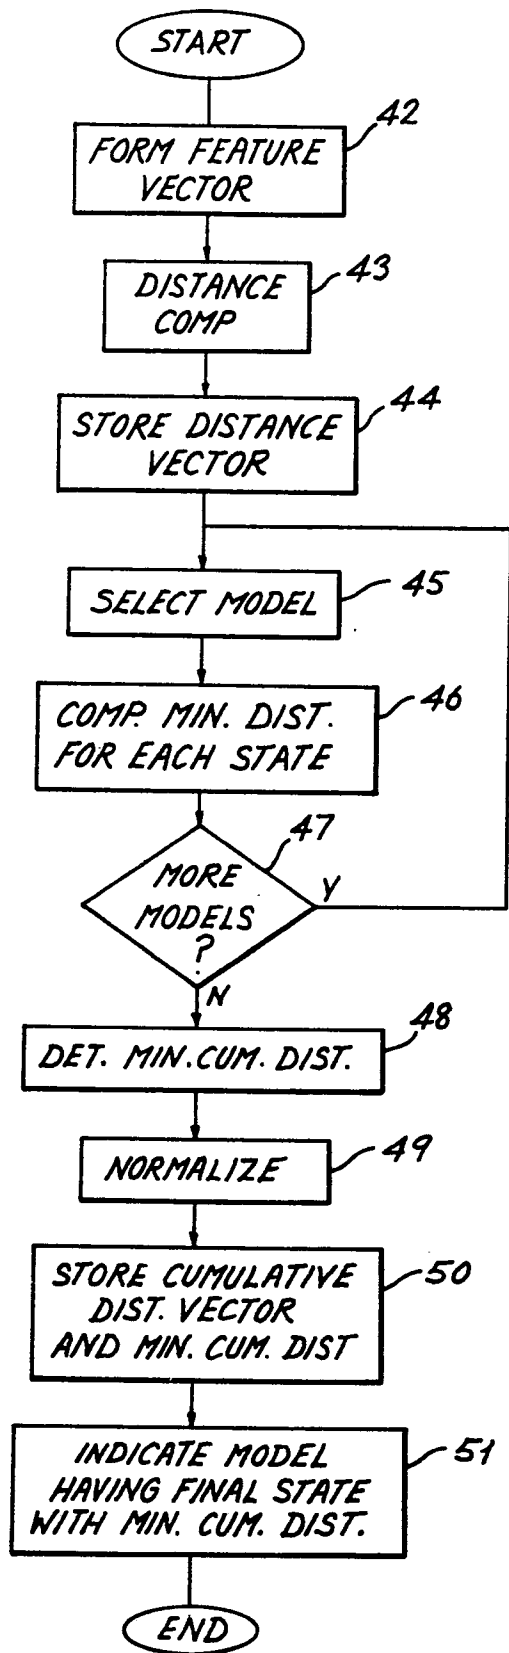 START
42
FORM FEATURE
VECTOR
43
DISTANCE
COMP
44
STORE DISTANCE
VECTOR
45
SELECT MODEL
46
COMP. MIN. DIST.
FOR EACH STATE
47
MORE
MODELS
?
Y
N
48
DET. MIN. CUM. DIST.
49
NORMALIZE
50
STORE CUMULATIVE
DIST. VECTOR
AND MIN. CUM. DIST
51
INDICATE MODEL
HAVING FINAL STATE
WITH MIN. CUM. DIST.
END